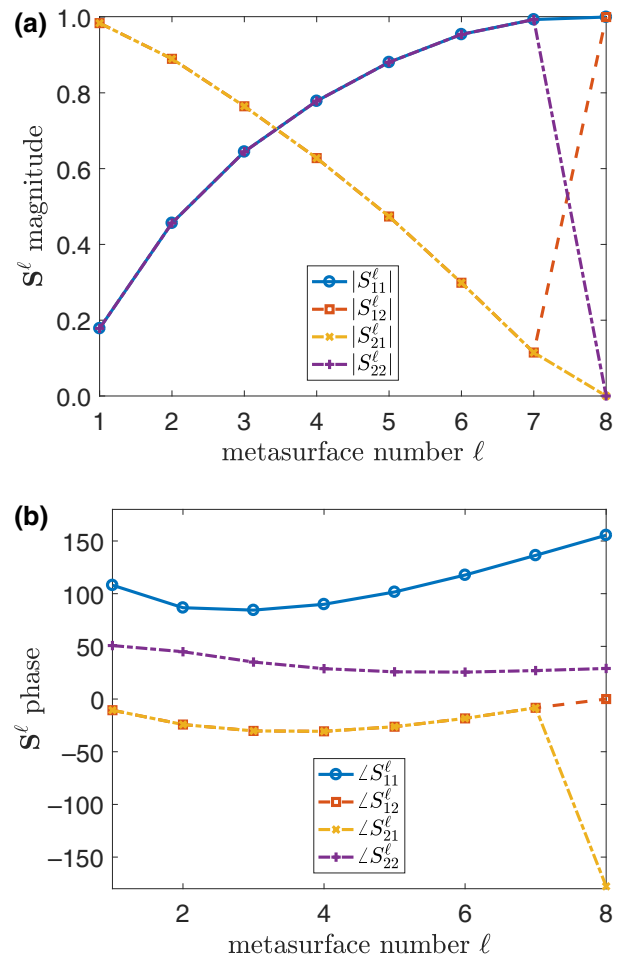 (a)
1.0
0.8
0.6
0.4
0.2
0.0
S^ℓ magnitude
|S^ℓ_11|
|S^ℓ_12|
|S^ℓ_21|
|S^ℓ_22|
1 2 3 4 5 6 7 8
metasurface number ℓ
(b)
150
100
50
0
−50
−100
−150
S^ℓ phase
∠S^ℓ_11
∠S^ℓ_12
∠S^ℓ_21
∠S^ℓ_22
2 4 6 8
metasurface number ℓ